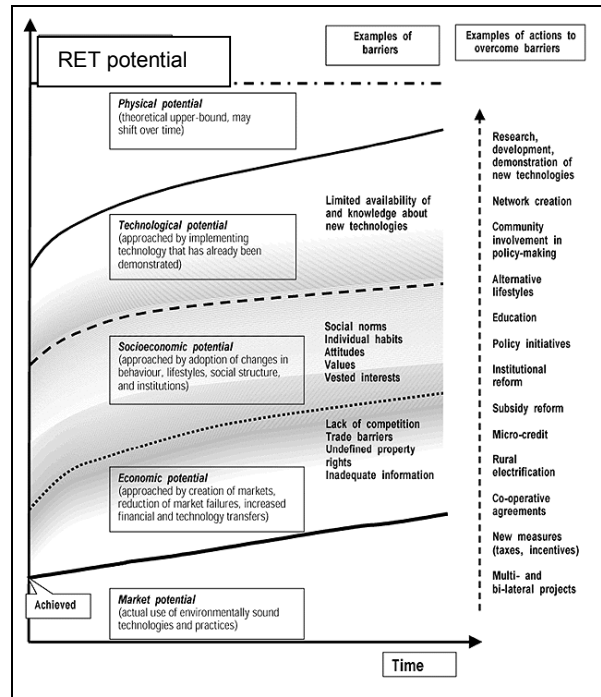 RET potential
Examples of
barriers
Examples of actions to
overcome barriers
Physical potential
(theoretical upper-bound, may
shift over time)
Technological potential
(approached by implementing
technology that has already been
demonstrated)
Limited availability of
and knowledge about
new technologies
Socioeconomic potential
(approached by adoption of changes in
behaviour, lifestyles, social structure,
and institutions)
Social norms
Individual habits
Attitudes
Values
Vested interests
Lack of competition
Trade barriers
Undefined property
rights
Inadequate information
Economic potential
(approached by creation of markets,
reduction of market failures, increased
financial and technology transfers)
Achieved
Market potential
(actual use of environmentally sound
technologies and practices)
Research,
development,
demonstration of
new technologies
Network creation
Community
involvement in
policy-making
Alternative
lifestyles
Education
Policy initiatives
Institutional
reform
Subsidy reform
Micro-credit
Rural
electrification
Co-operative
agreements
New measures
(taxes, incentives)
Multi- and
bi-lateral projects
Time